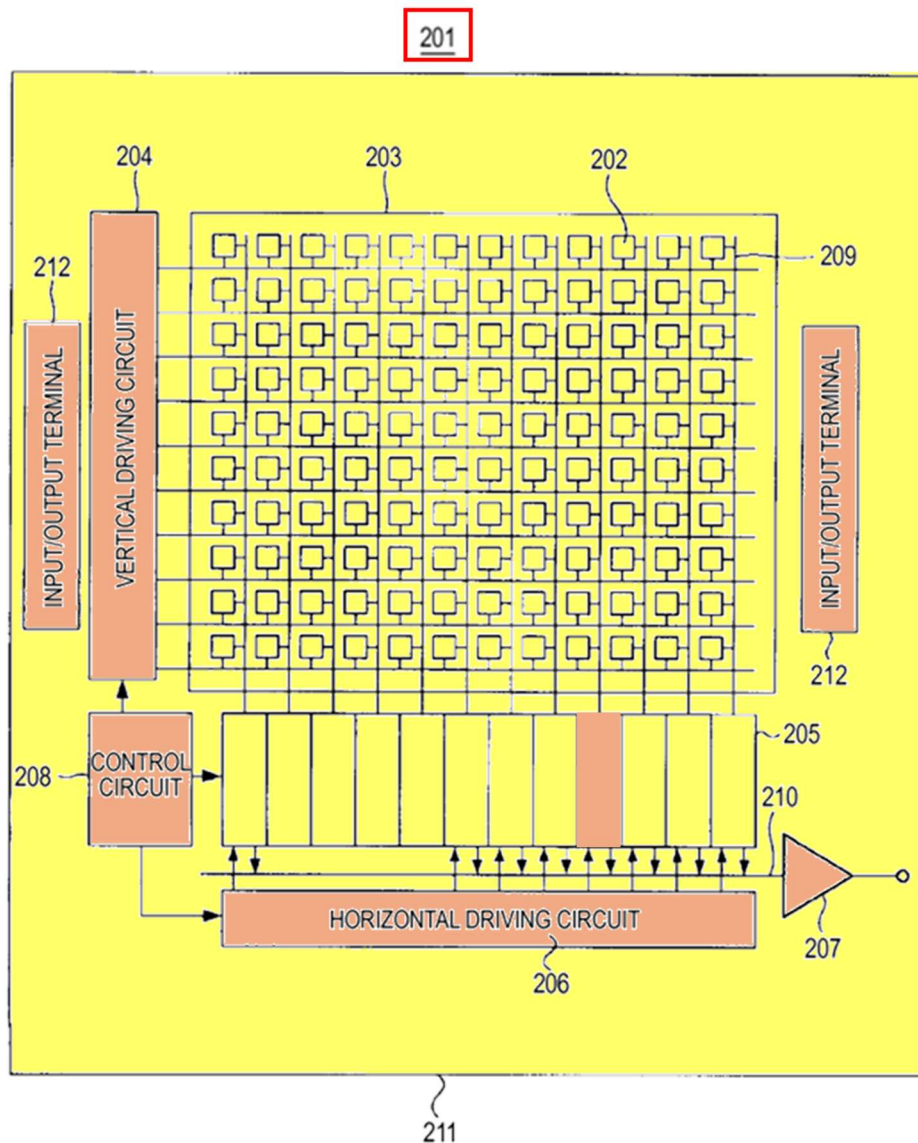 201
204
203
202
209
212
INPUT/OUTPUT TERMINAL
VERTICAL DRIVING CIRCUIT
INPUT/OUTPUT TERMINAL
212
208
CONTROL
CIRCUIT
205
210
HORIZONTAL DRIVING CIRCUIT
206
207
211